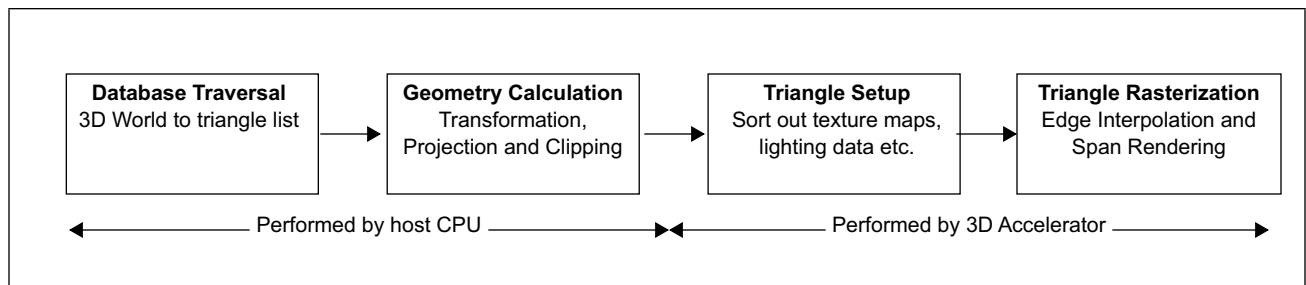 Database Traversal
3D World to triangle list
Geometry Calculation
Transformation,
Projection and Clipping
Triangle Setup
Sort out texture maps,
lighting data etc.
Triangle Rasterization
Edge Interpolation and
Span Rendering
Performed by host CPU
Performed by 3D Accelerator